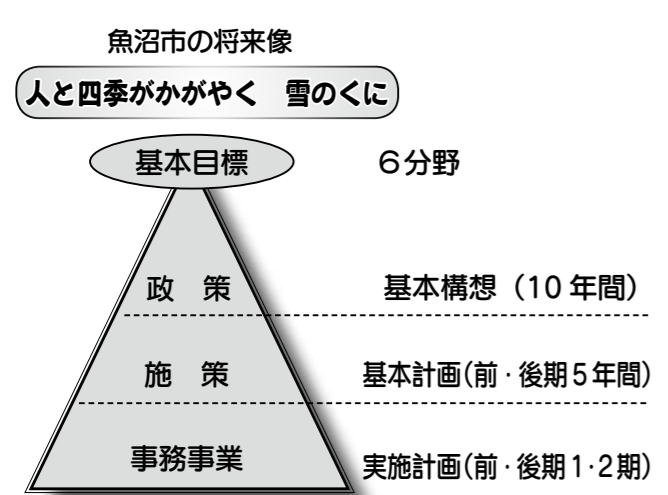 魚沼市の将来像
人と四季がかがやく　雪のくに
基本目標　６分野
政　策　基本構想（10年間）
施　策　基本計画（前・後期５年間）
事務事業　実施計画（前・後期１・２期）